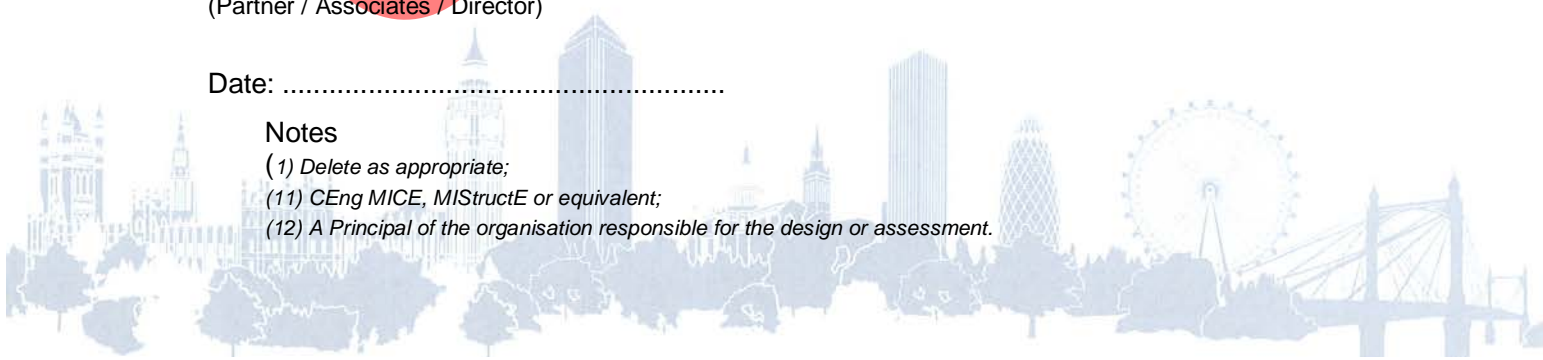 (Partner / Associates / Director)
Date: .........................................................
Notes
(1) Delete as appropriate;
(11) CEng MICE, MIStructE or equivalent;
(12) A Principal of the organisation responsible for the design or assessment.